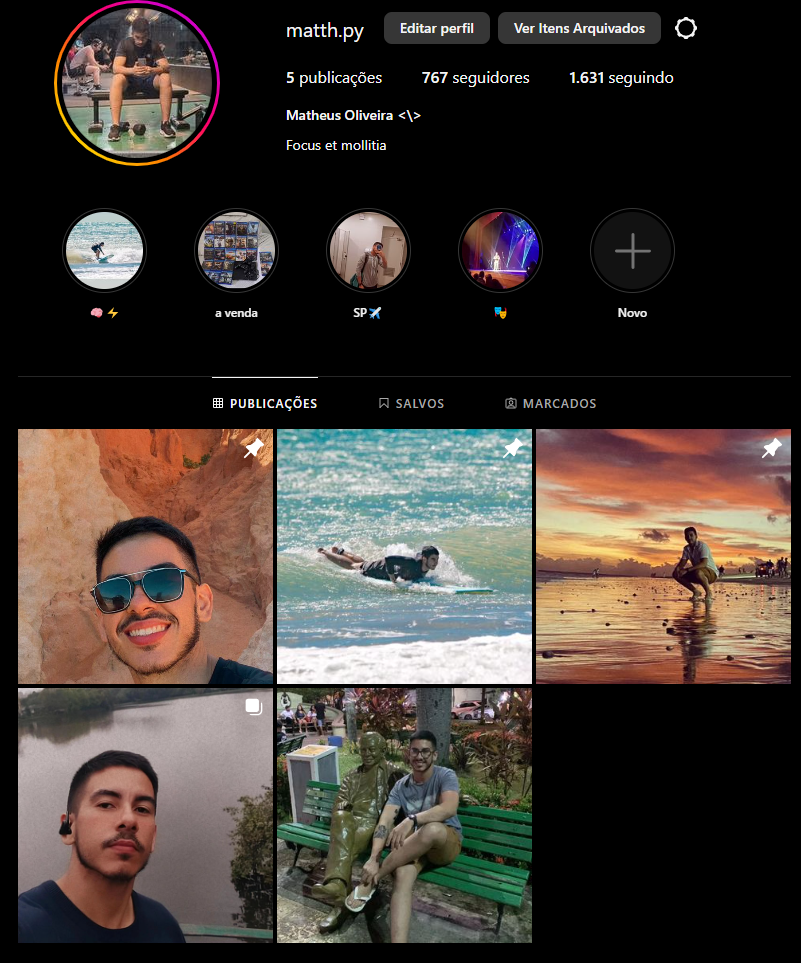 matth.py Editar perfil Ver Itens Arquivados
5 publicações 767 seguidores 1.631 seguindo
Matheus Oliveira <\>
Focus et mollitia
🧠⚡ a venda SP✈️ 🎭 Novo
PUBLICAÇÕES SALVOS MARCADOS